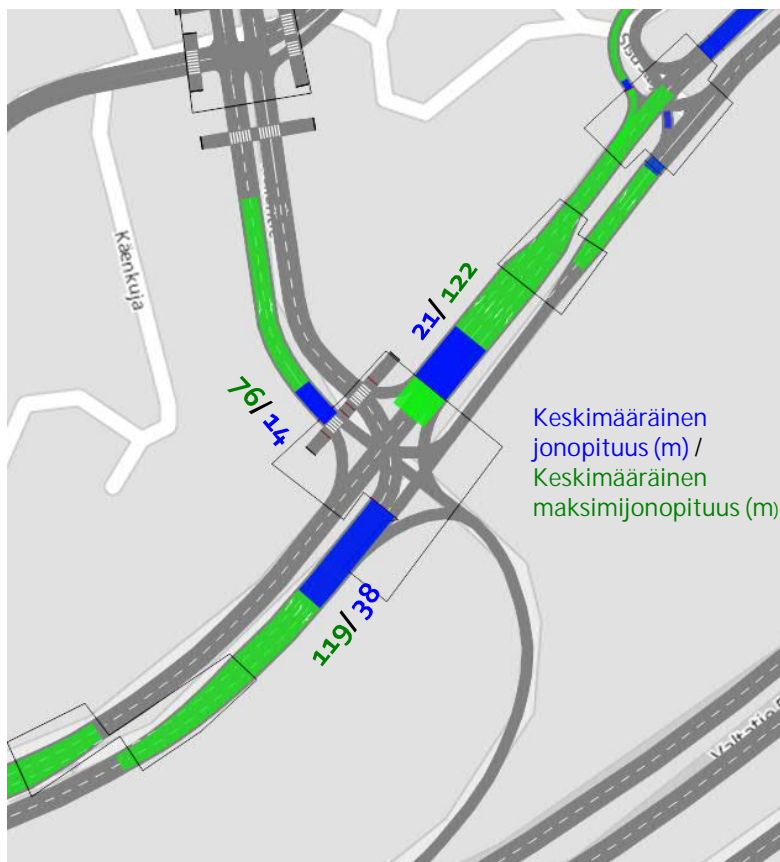 Käenkuja
21/122
76/14
Keskimääräinen
jonopituus (m) /
Keskimääräinen
maksimijonopituus (m)
119/38